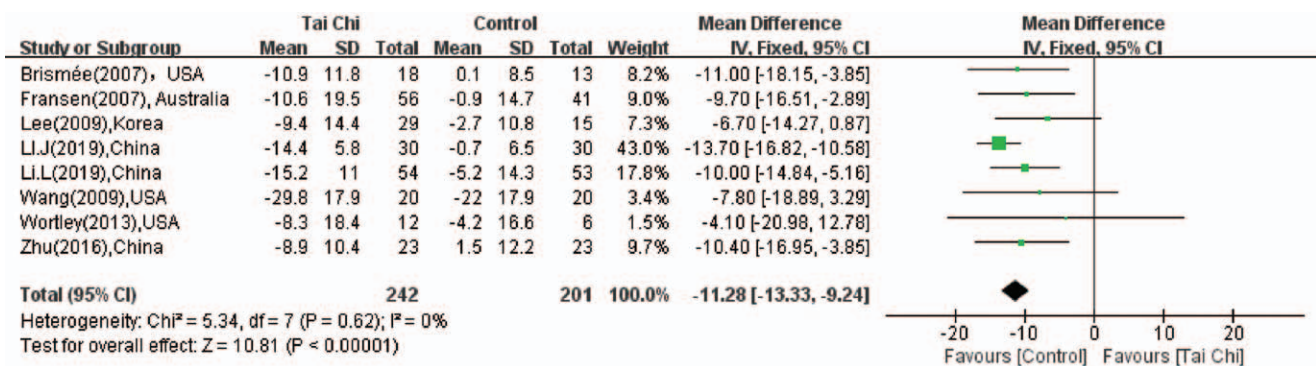 Tai Chi Control Mean Difference Mean Difference
Study or Subgroup Mean SD Total Mean SD Total Weight IV, Fixed, 95% CI IV, Fixed, 95% CI
Brismée(2007)，USA -10.9 11.8 18 0.1 8.5 13 8.2% -11.00 [-18.15, -3.85]
Fransen(2007), Australia -10.6 19.5 56 -0.9 14.7 41 9.0% -9.70 [-16.51, -2.89]
Lee(2009),Korea -9.4 14.4 29 -2.7 10.8 15 7.3% -6.70 [-14.27, 0.87]
LI.J(2019),China -14.4 5.8 30 -0.7 6.5 30 43.0% -13.70 [-16.82, -10.58]
Li.L(2019),China -15.2 11 54 -5.2 14.3 53 17.8% -10.00 [-14.84, -5.16]
Wang(2009),USA -29.8 17.9 20 -22 17.9 20 3.4% -7.80 [-18.89, 3.29]
Wortley(2013),USA -8.3 18.4 12 -4.2 16.6 6 1.5% -4.10 [-20.98, 12.78]
Zhu(2016),China -8.9 10.4 23 1.5 12.2 23 9.7% -10.40 [-16.95, -3.85]
Total (95% CI) 242 201 100.0% -11.28 [-13.33, -9.24]
Heterogeneity: Chi² = 5.34, df = 7 (P = 0.62); I² = 0%
Test for overall effect: Z = 10.81 (P < 0.00001)
-20 -10 0 10 20
Favours [Control] Favours [Tai Chi]